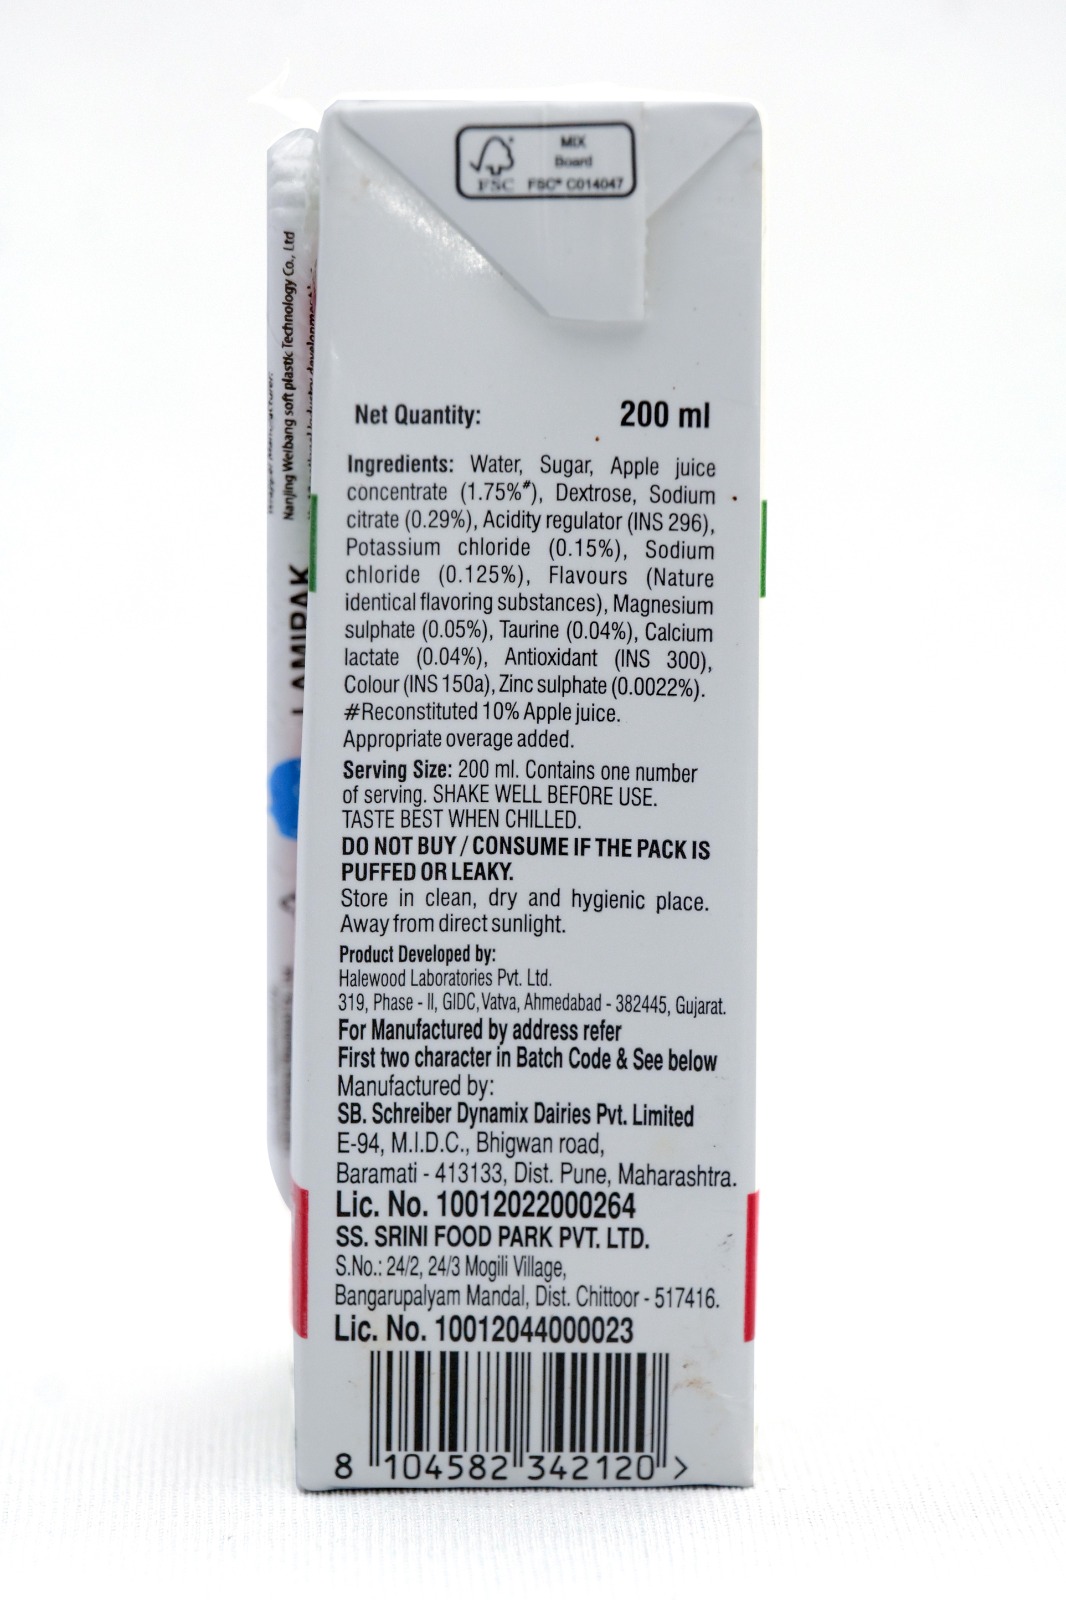 MIX
Board
FSC
FSC® C014047
Net Quantity: 200 ml
Ingredients: Water, Sugar, Apple juice
concentrate (1.75%#), Dextrose, Sodium
citrate (0.29%), Acidity regulator (INS 296),
Potassium chloride (0.15%), Sodium
chloride (0.125%), Flavours (Nature
identical flavoring substances), Magnesium
sulphate (0.05%), Taurine (0.04%), Calcium
lactate (0.04%), Antioxidant (INS 300),
Colour (INS 150a), Zinc sulphate (0.0022%).
#Reconstituted 10% Apple juice.
Appropriate overage added.
Serving Size: 200 ml. Contains one number
of serving. SHAKE WELL BEFORE USE.
TASTE BEST WHEN CHILLED.
DO NOT BUY / CONSUME IF THE PACK IS
PUFFED OR LEAKY.
Store in clean, dry and hygienic place.
Away from direct sunlight.
Product Developed by:
Halewood Laboratories Pvt. Ltd.
319, Phase - II, GIDC, Vatva, Ahmedabad - 382445, Gujarat.
For Manufactured by address refer
First two character in Batch Code & See below
Manufactured by:
SB. Schreiber Dynamix Dairies Pvt. Limited
E-94, M.I.D.C., Bhigwan road,
Baramati - 413133, Dist. Pune, Maharashtra.
Lic. No. 10012022000264
SS. SRINI FOOD PARK PVT. LTD.
S.No.: 24/2, 24/3 Mogili Village,
Bangarupalyam Mandal, Dist. Chittoor - 517416.
Lic. No. 10012044000023
8 104582 342120 >
Nanjing Weibang soft plastic Technology Co., Ltd
LAMIPAK